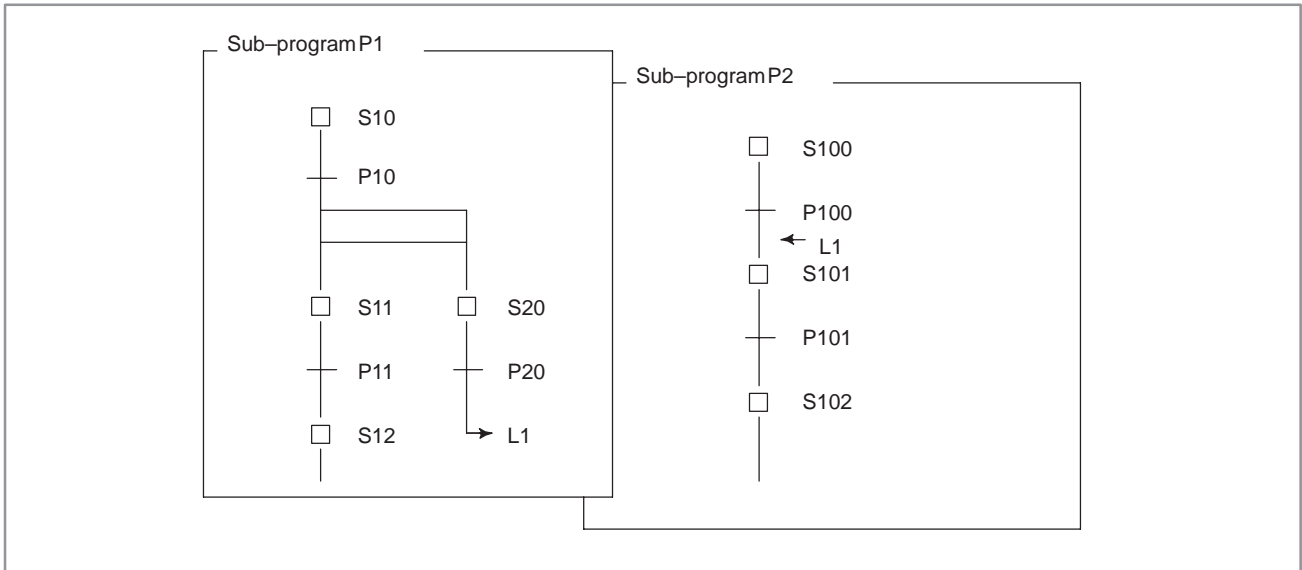 Sub–program P1
S10
P10
S11 S20
P11 P20
S12 L1
Sub–program P2
S100
P100
L1
S101
P101
S102